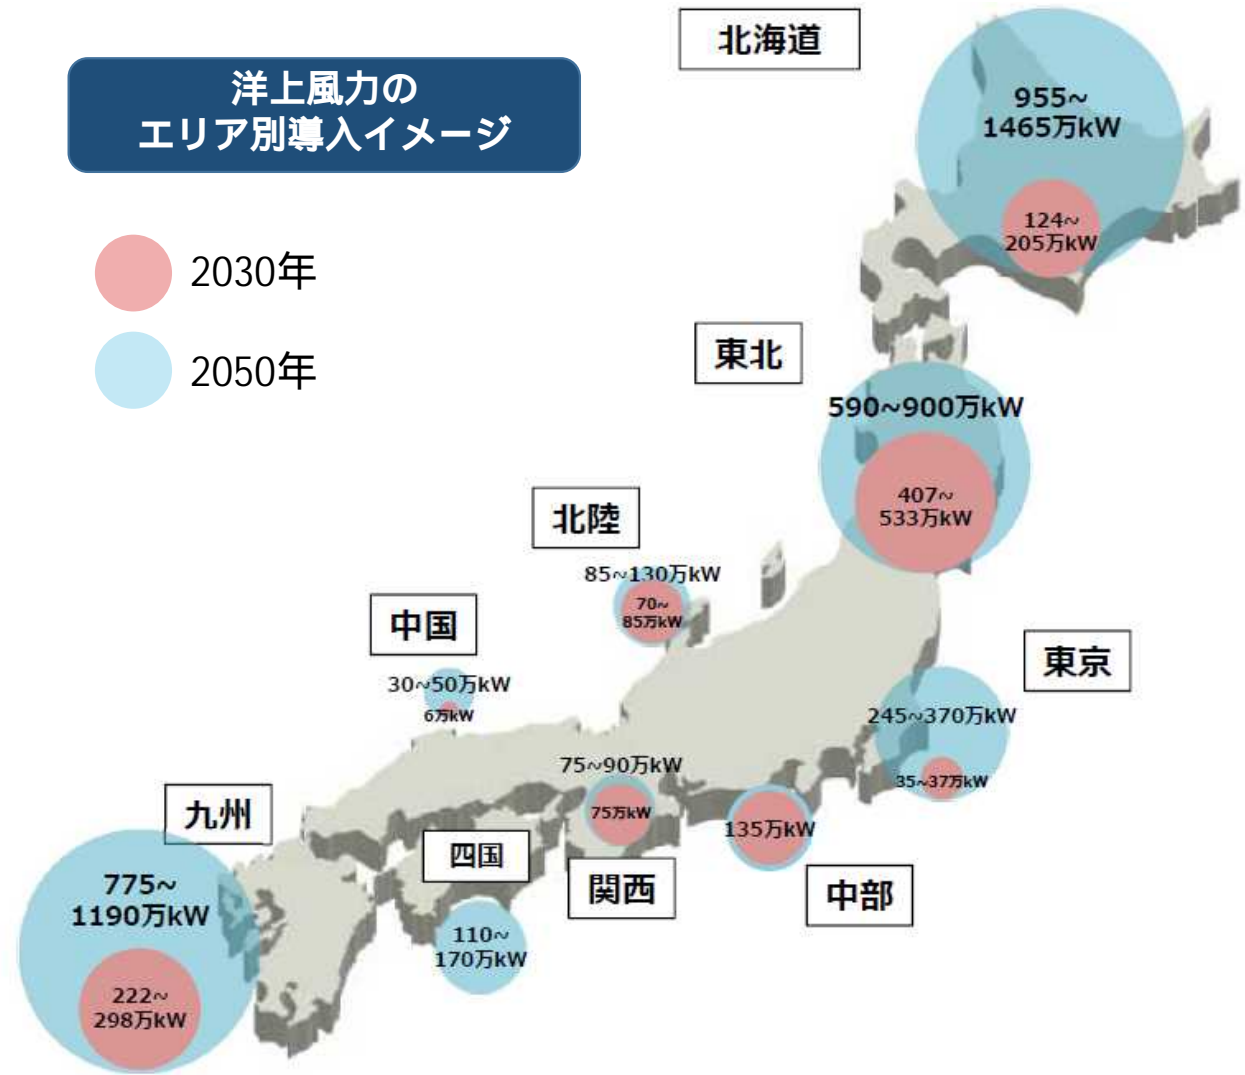 洋上風力の
エリア別導入イメージ
2030年
2050年
北海道
955~
1465万kW
124~
205万kW
東北
590~900万kW
407~
533万kW
北陸
85~130万kW
70~
85万kW
中国
30~50万kW
6万kW
東京
245~370万kW
35~37万kW
75~90万kW
75万kW
関西
135万kW
中部
九州
775~
1190万kW
222~
298万kW
四国
110~
170万kW